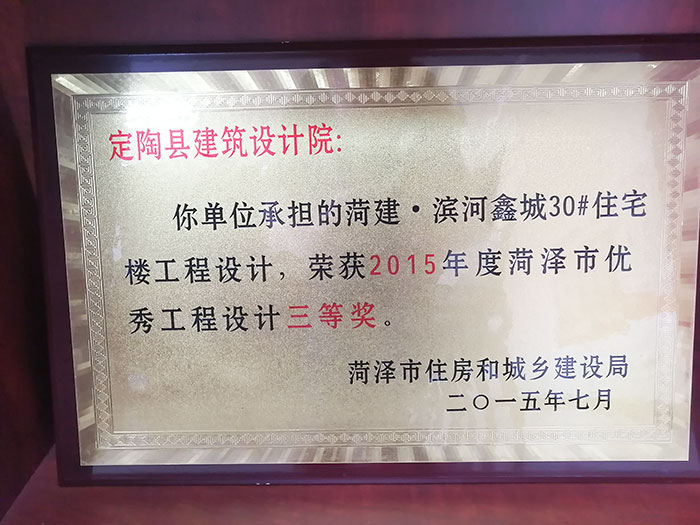 定陶县建筑设计院:
你单位承担的菏建·滨河鑫城30#住宅
楼工程设计，荣获2015年度菏泽市优
秀工程设计三等奖。
菏泽市住房和城乡建设局
二〇一五年七月